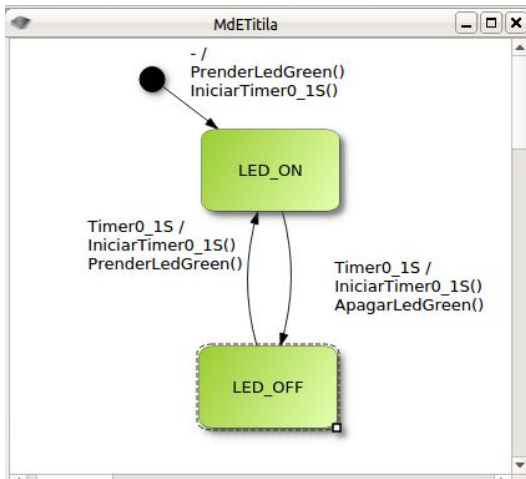 MdETitila
- /
PrenderLedGreen()
IniciarTimer0_1S()
LED_ON
Timer0_1S /
IniciarTimer0_1S()
PrenderLedGreen()
Timer0_1S /
IniciarTimer0_1S()
ApagarLedGreen()
LED_OFF